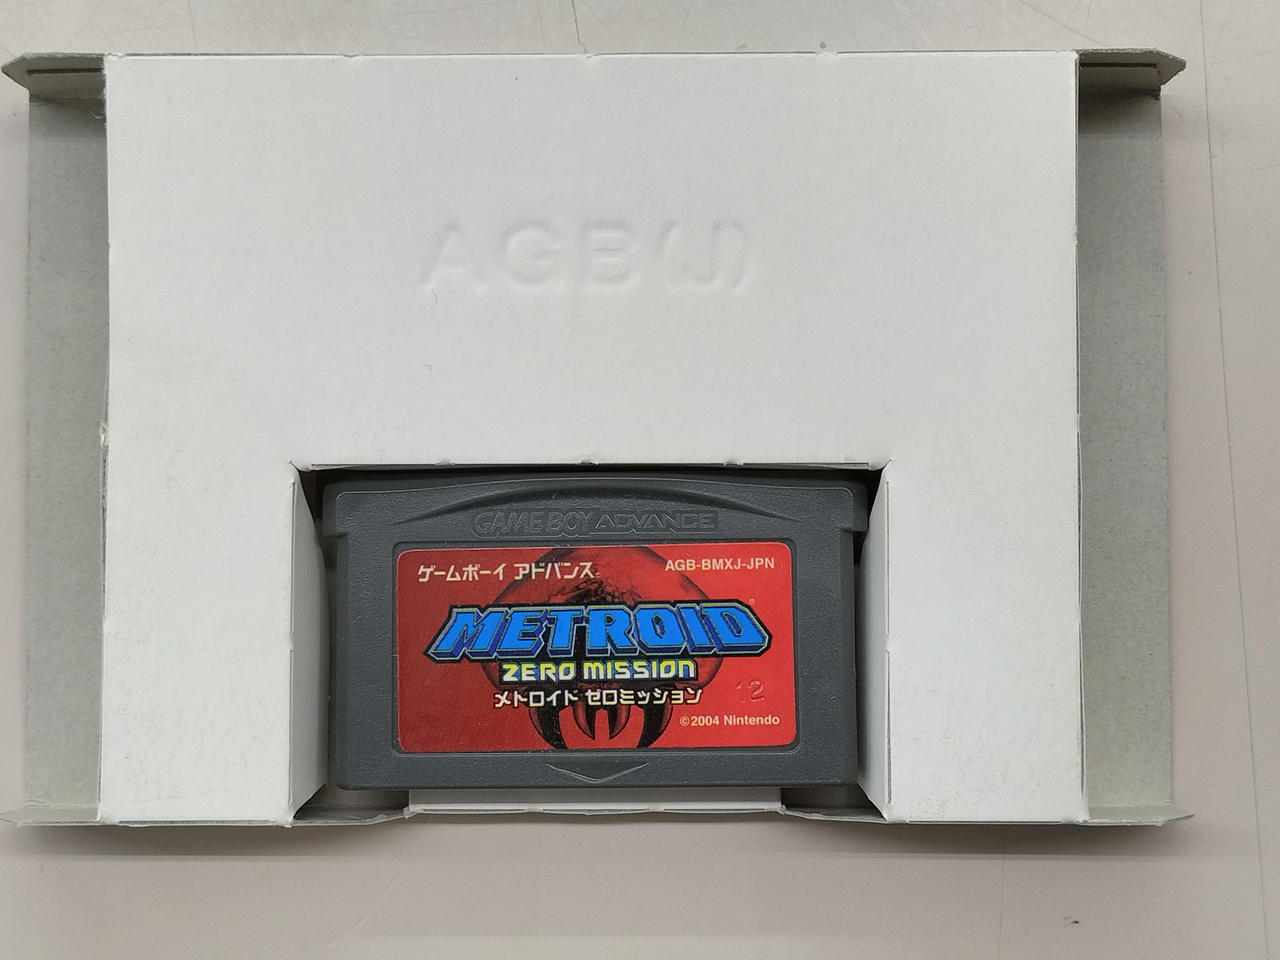 AGB(J)
GAME BOY ADVANCE
ゲームボーイ アドバンス
AGB-BMXJ-JPN
METROID®
ZERO MISSION
メトロイド ゼロミッション
12
©2004 Nintendo